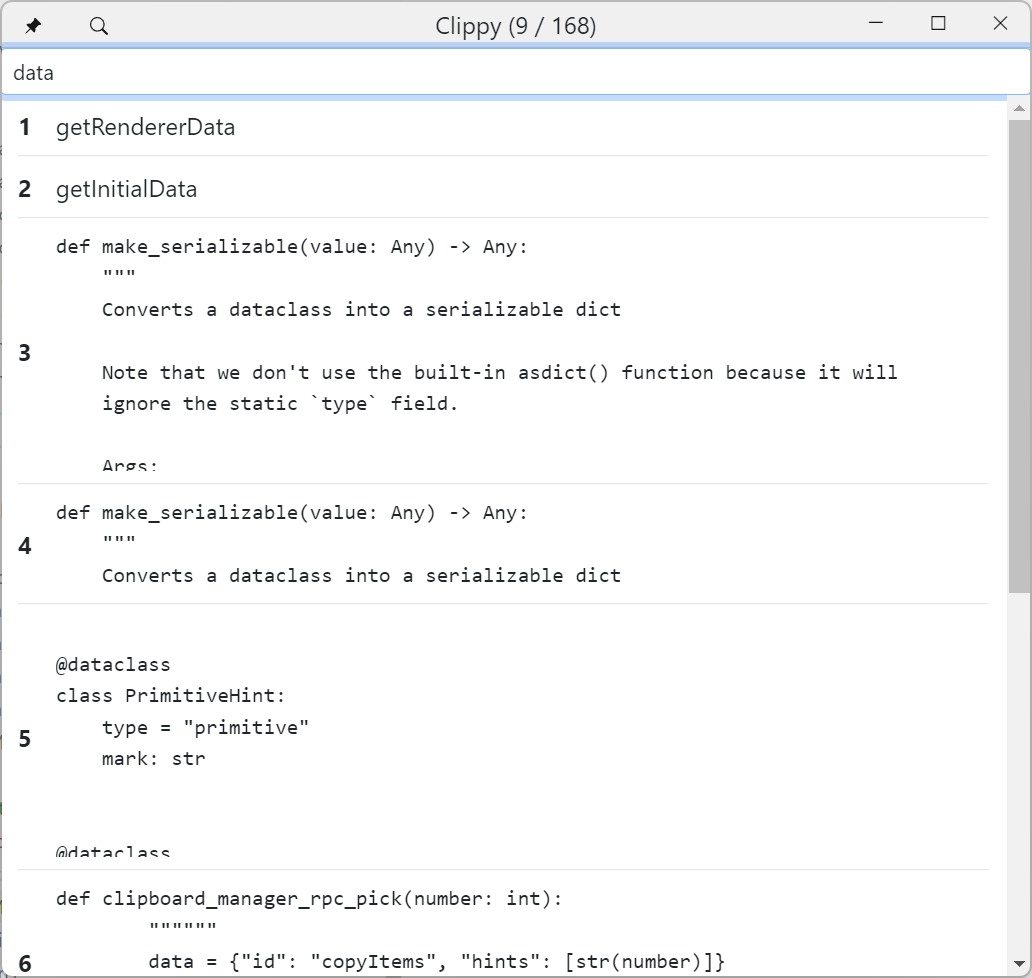 Clippy (9 / 168)
data
1 getRendererData
2 getInitialData
3
def make_serializable(value: Any) -> Any:
    """
    Converts a dataclass into a serializable dict

    Note that we don't use the built-in asdict() function because it will
    ignore the static `type` field.

    Args:
4
def make_serializable(value: Any) -> Any:
    """
    Converts a dataclass into a serializable dict
5
@dataclass
class PrimitiveHint:
    type = "primitive"
    mark: str

@dataclass
6
def clipboard_manager_rpc_pick(number: int):
        """"""
        data = {"id": "copyItems", "hints": [str(number)]}